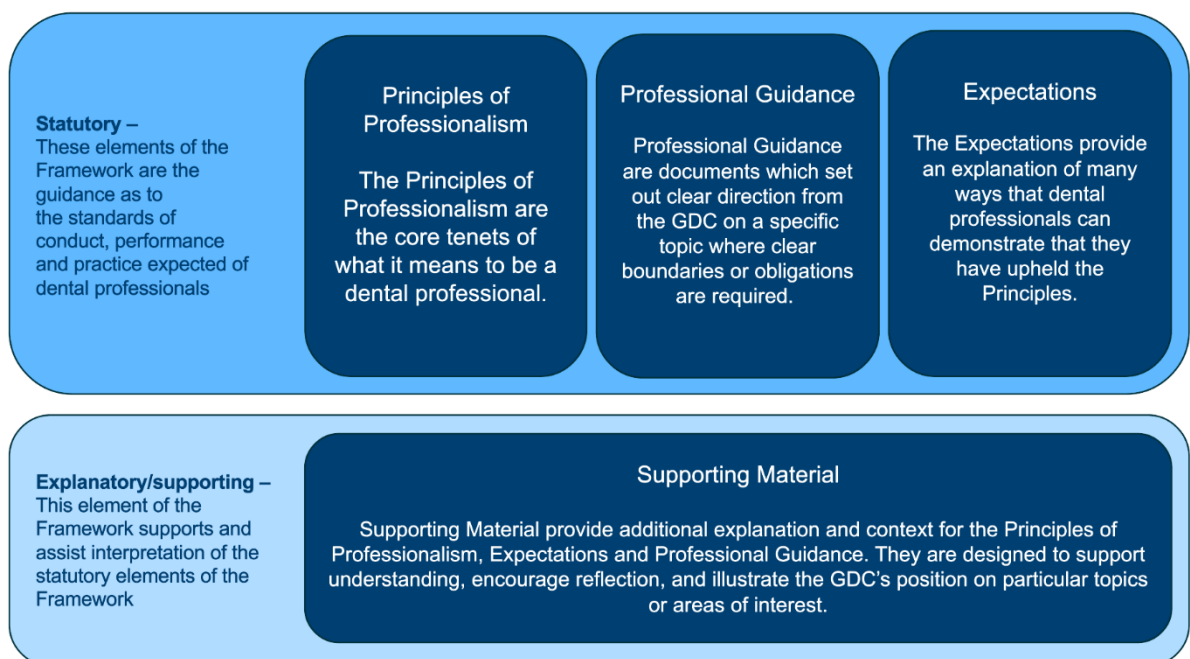 Statutory –
These elements of the
Framework are the
guidance as to
the standards of
conduct, performance
and practice expected of
dental professionals
Principles of
Professionalism
The Principles of
Professionalism are
the core tenets of
what it means to be a
dental professional.
Professional Guidance
Professional Guidance
are documents which set
out clear direction from
the GDC on a specific
topic where clear
boundaries or obligations
are required.
Expectations
The Expectations provide
an explanation of many
ways that dental
professionals can
demonstrate that they
have upheld the
Principles.
Explanatory/supporting –
This element of the
Framework supports and
assist interpretation of the
statutory elements of the
Framework
Supporting Material
Supporting Material provide additional explanation and context for the Principles of
Professionalism, Expectations and Professional Guidance. They are designed to support
understanding, encourage reflection, and illustrate the GDC’s position on particular topics
or areas of interest.